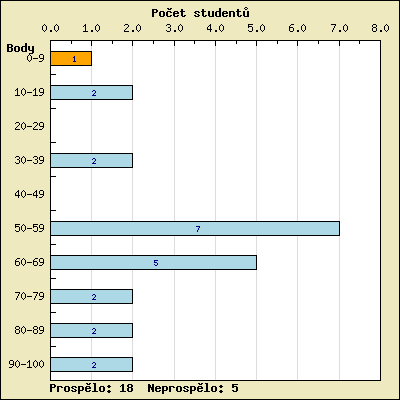 Počet studentů
0.0 1.0 2.0 3.0 4.0 5.0 6.0 7.0 8.0
Body
0-9 1
10-19 2
20-29
30-39 2
40-49
50-59 7
60-69 5
70-79 2
80-89 2
90-100 2
Prospělo: 18 Neprospělo: 5